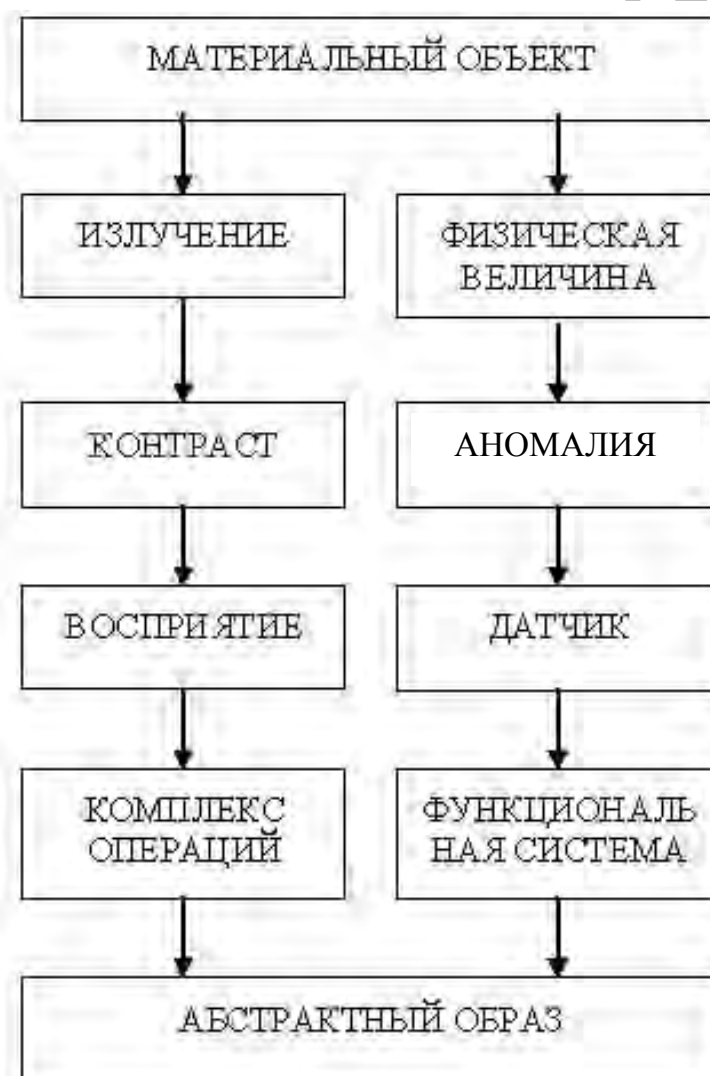 МАТЕРИАЛЬНЫЙ ОБЪЕКТ
ИЗЛУЧЕНИЕ
ФИЗИЧЕСКАЯ
ВЕЛИЧИНА
КОНТРАСТ
АНОМАЛИЯ
ВОСПРИЯТИЕ
ДАТЧИК
КОМПЛЕКС
ОПЕРАЦИЙ
ФУНКЦИОНАЛЬ
НАЯ СИСТЕМА
АБСТРАКТНЫЙ ОБРАЗ